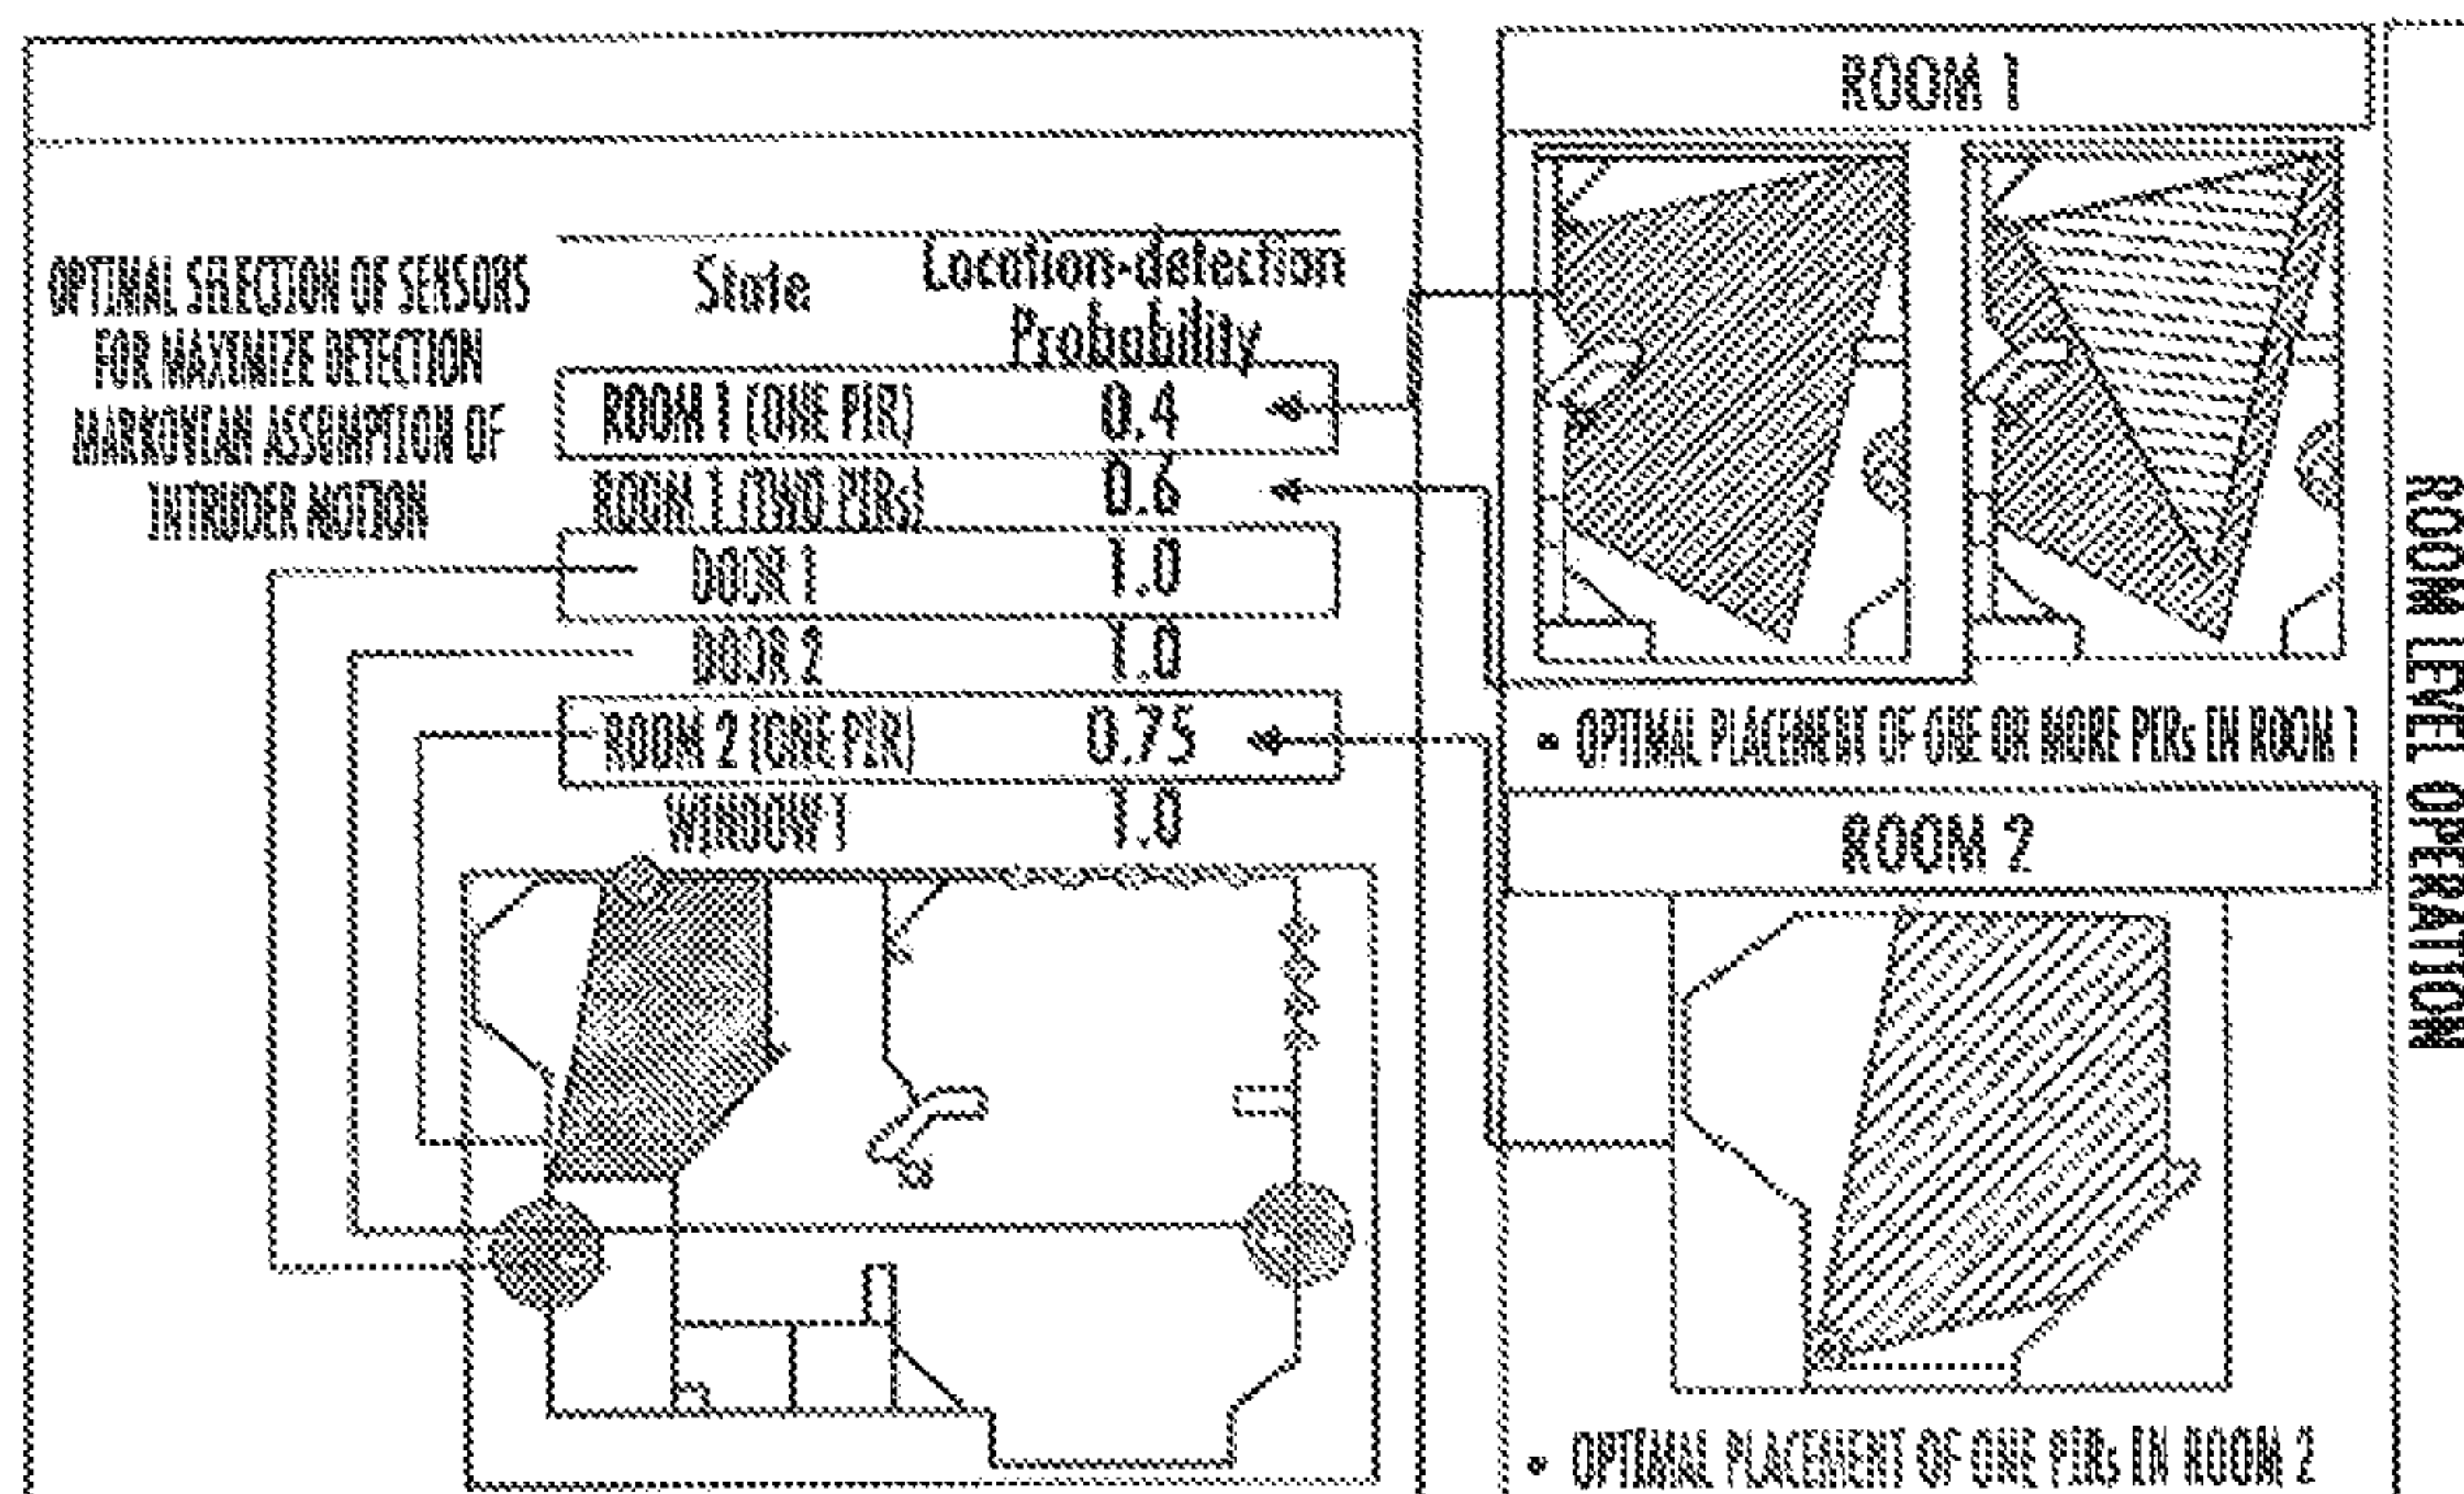 OPTIMAL SELECTION OF SENSORS
FOR MAXIMIZE DETECTION
MARKOVIAN ASSUMPTION OF
INTRUDER MOTION
State Location-detection
Probability
ROOM 1 (ONE PIR) 0.4
ROOM 1 (TWO PIRs) 0.6
DOOR 1 1.0
DOOR 2 1.0
ROOM 2 (ONE PIR) 0.75
WINDOW 1 1.0
ROOM 1
• OPTIMAL PLACEMENT OF ONE OR MORE PIRs IN ROOM 1
ROOM 2
• OPTIMAL PLACEMENT OF ONE PIRs IN ROOM 2
ROOM LEVEL OPERATION